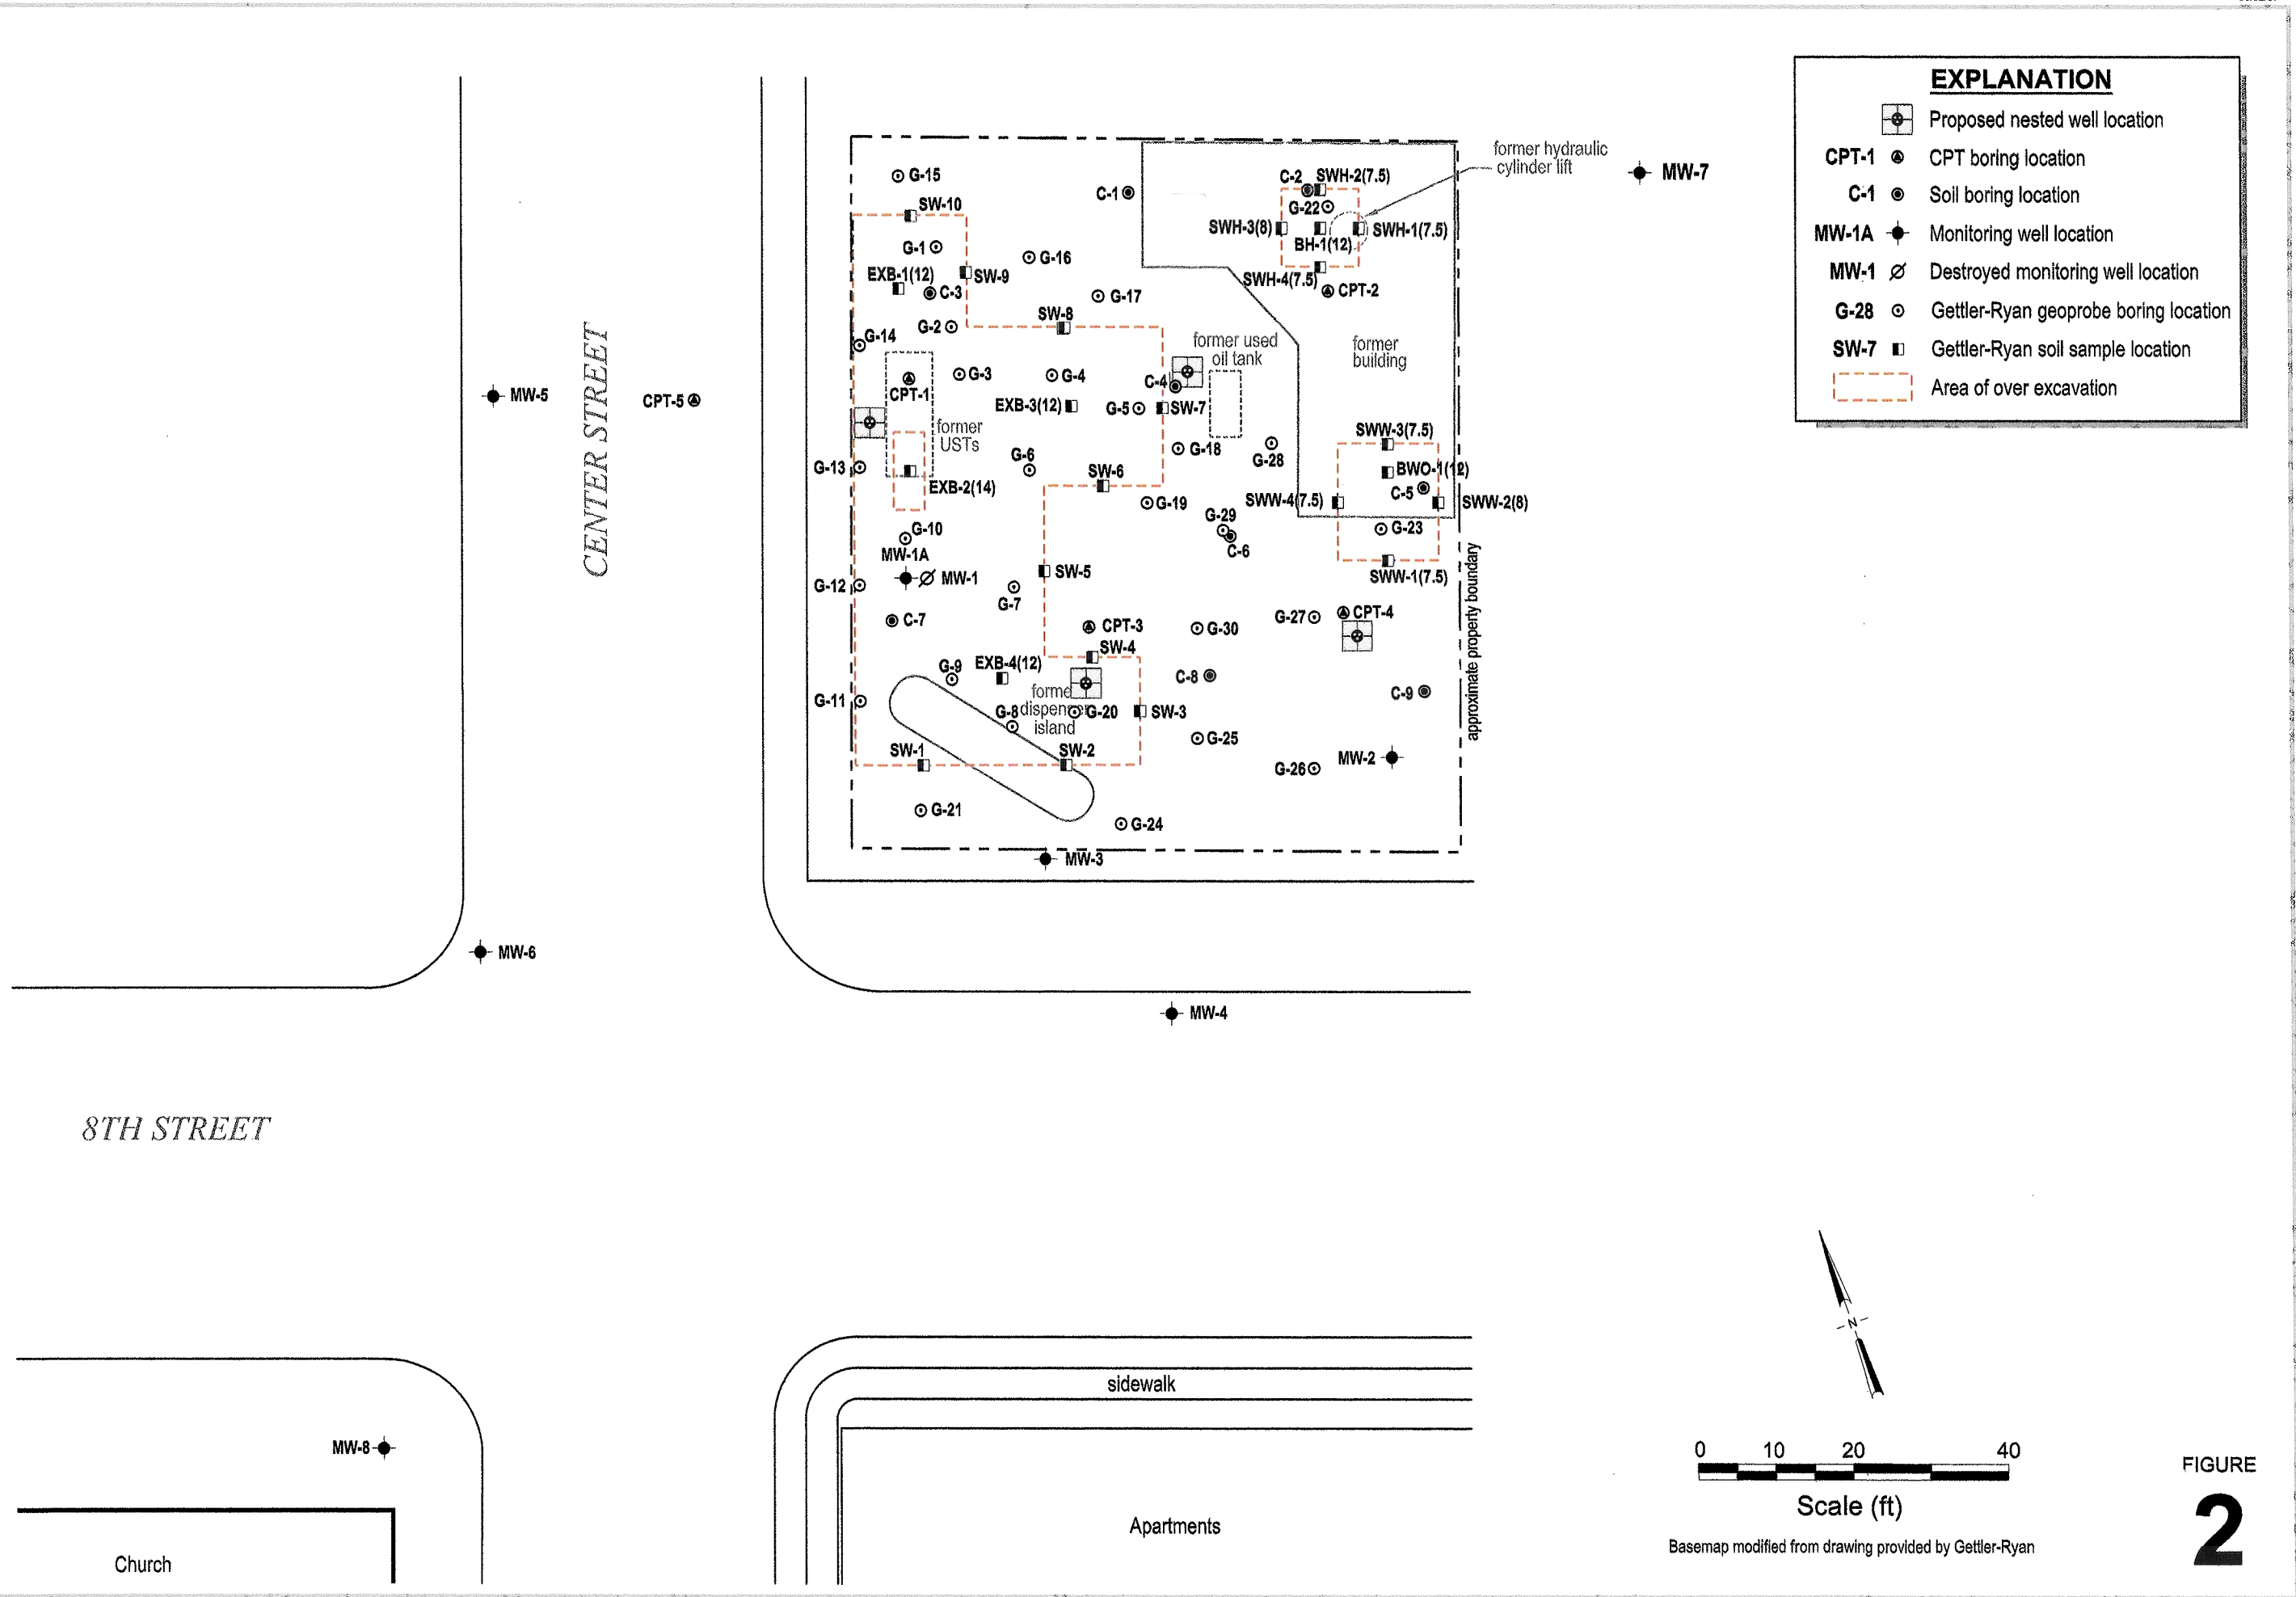 EXPLANATION
Proposed nested well location
CPT-1 CPT boring location
C-1 Soil boring location
MW-1A Monitoring well location
MW-1 Destroyed monitoring well location
G-28 Gettler-Ryan geoprobe boring location
SW-7 Gettler-Ryan soil sample location
Area of over excavation
former hydraulic
cylinder lift
MW-7
G-15
C-1
C-2
SWH-2(7.5)
SW-10
G-22
SWH-3(8)
SWH-1(7.5)
BH-1(12)
G-1
G-16
EXB-1(12)
SW-9
SWH-4(7.5)
C-3
CPT-2
G-17
SW-8
G-2
G-14
former used
oil tank
former
building
CENTER STREET
G-3
G-4
C-4
CPT-1
MW-5
CPT-5
EXB-3(12)
G-5
SW-7
former
USTs
SWW-3(7.5)
G-18
G-28
G-6
G-13
SW-6
BWO-1(12)
EXB-2(14)
C-5
SWW-4(7.5)
SWW-2(8)
G-19
G-29
G-10
G-23
C-6
MW-1A
MW-1
SW-5
SWW-1(7.5)
G-12
G-7
approximate property boundary
C-7
CPT-3
G-30
G-27
CPT-4
SW-4
G-9
EXB-4(12)
C-8
C-9
former
dispenser
island
G-11
G-8
G-20
SW-3
G-25
SW-1
SW-2
MW-2
G-26
G-21
G-24
MW-3
MW-6
MW-4
8TH STREET
N
sidewalk
MW-8
0 10 20 40
Scale (ft)
Basemap modified from drawing provided by Gettler-Ryan
FIGURE
2
Apartments
Church